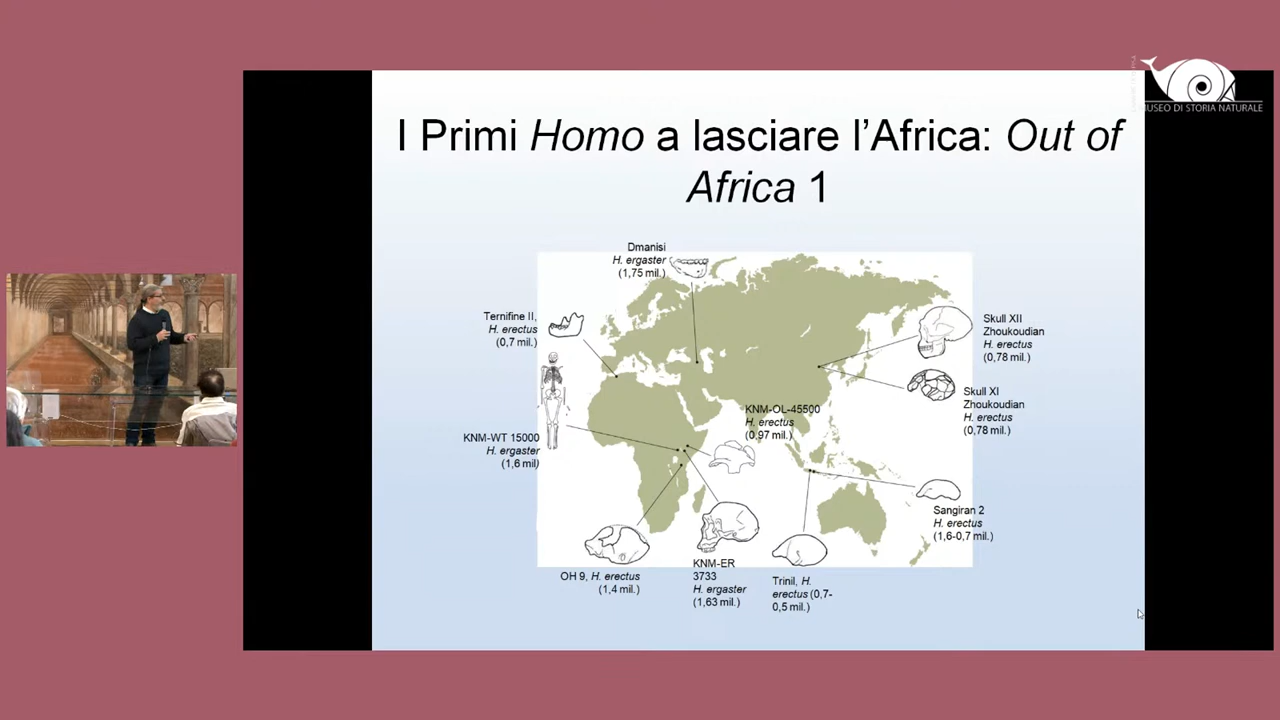 MUSEO DI STORIA NATURALE
I Primi Homo a lasciare l'Africa: Out of
Africa 1
Dmanisi
H. ergaster
(1,75 mil.)
Ternifine II,
H. erectus
(0,7 mil.)
Skull XII
Zhoukoudian
H. erectus
(0,78 mil.)
Skull XI
Zhoukoudian
H. erectus
(0,78 mil.)
KNM-OL-45500
H. erectus
(0,97 mil.)
KNM-WT 15000
H. ergaster
(1,6 mil)
Sangiran 2
H. erectus
(1,6-0,7 mil.)
OH 9, H. erectus
(1,4 mil.)
KNM-ER
3733
H. ergaster
(1,63 mil.)
Trinil, H.
erectus (0,7-
0,5 mil.)